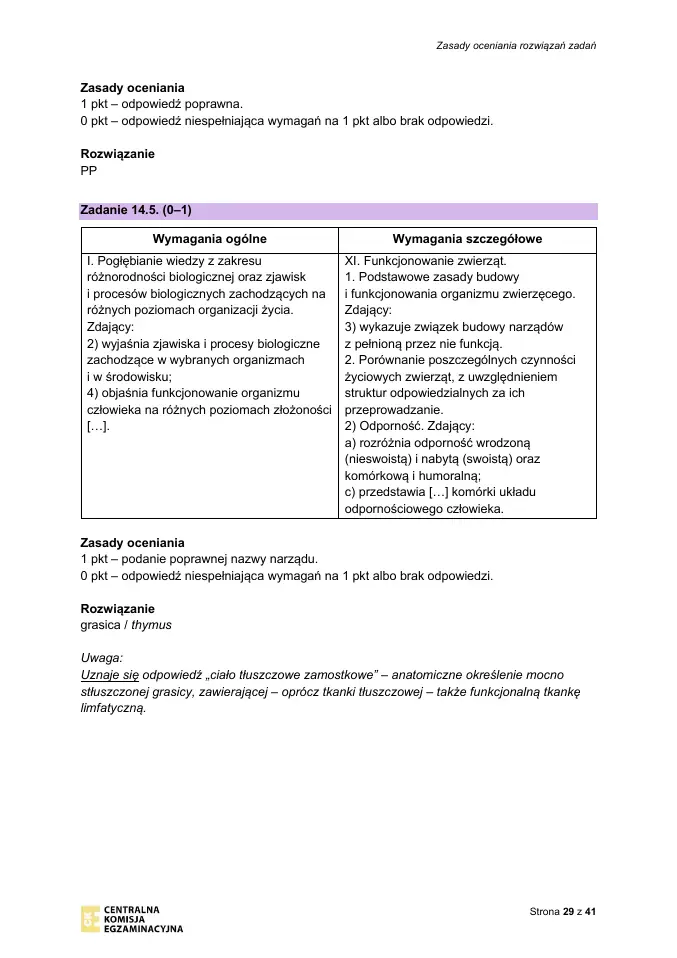 Zasady oceniania rozwiązań zadań
Zasady oceniania
1 pkt – odpowiedź poprawna.
0 pkt – odpowiedź niespełniająca wymagań na 1 pkt albo brak odpowiedzi.
Rozwiązanie
PP
Zadanie 14.5. (0–1)
Wymagania ogólne
I. Pogłębianie wiedzy z zakresu
różnorodności biologicznej oraz zjawisk
i procesów biologicznych zachodzących na
różnych poziomach organizacji życia.
Zdający:
2) wyjaśnia zjawiska i procesy biologiczne
zachodzące w wybranych organizmach
i w środowisku;
4) objaśnia funkcjonowanie organizmu
człowieka na różnych poziomach złożoności
[…].
Wymagania szczegółowe
XI. Funkcjonowanie zwierząt.
1. Podstawowe zasady budowy
i funkcjonowania organizmu zwierzęcego.
Zdający:
3) wykazuje związek budowy narządów
z pełnioną przez nie funkcją.
2. Porównanie poszczególnych czynności
życiowych zwierząt, z uwzględnieniem
struktur odpowiedzialnych za ich
przeprowadzanie.
2) Odporność. Zdający:
a) rozróżnia odporność wrodzoną
(nieswoistą) i nabytą (swoistą) oraz
komórkową i humoralną;
c) przedstawia […] komórki układu
odpornościowego człowieka.
Zasady oceniania
1 pkt – podanie poprawnej nazwy narządu.
0 pkt – odpowiedź niespełniająca wymagań na 1 pkt albo brak odpowiedzi.
Rozwiązanie
grasica / thymus
Uwaga:
Uznaje się odpowiedź „ciało tłuszczowe zamostkowe” – anatomiczne określenie mocno
stłuszczonej grasicy, zawierającej – oprócz tkanki tłuszczowej – także funkcjonalną tkankę
limfatyczną.
CKE
CENTRALNA
KOMISJA
EGZAMINACYJNA
Strona 29 z 41